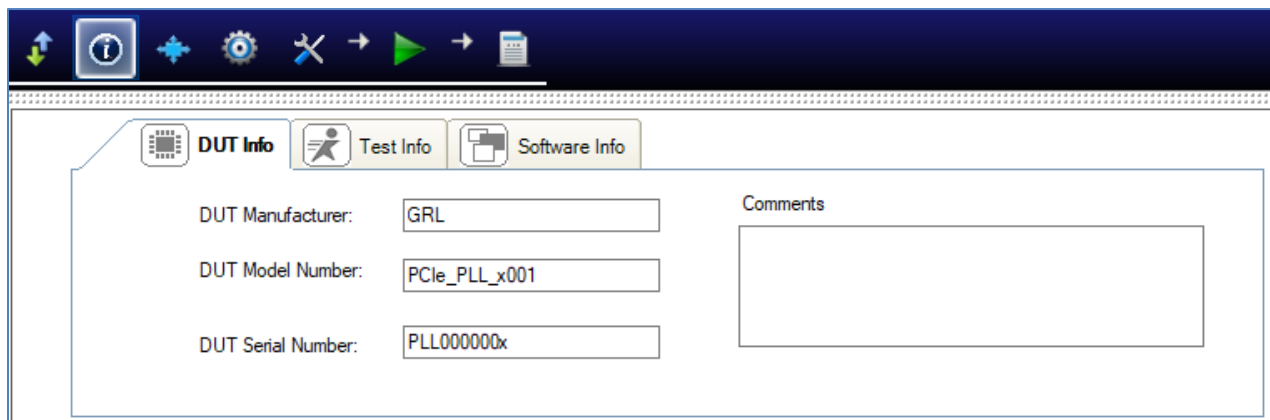 DUT Info
Test Info
Software Info
DUT Manufacturer:
GRL
Comments
DUT Model Number:
PCIe_PLL_x001
DUT Serial Number:
PLL000000x